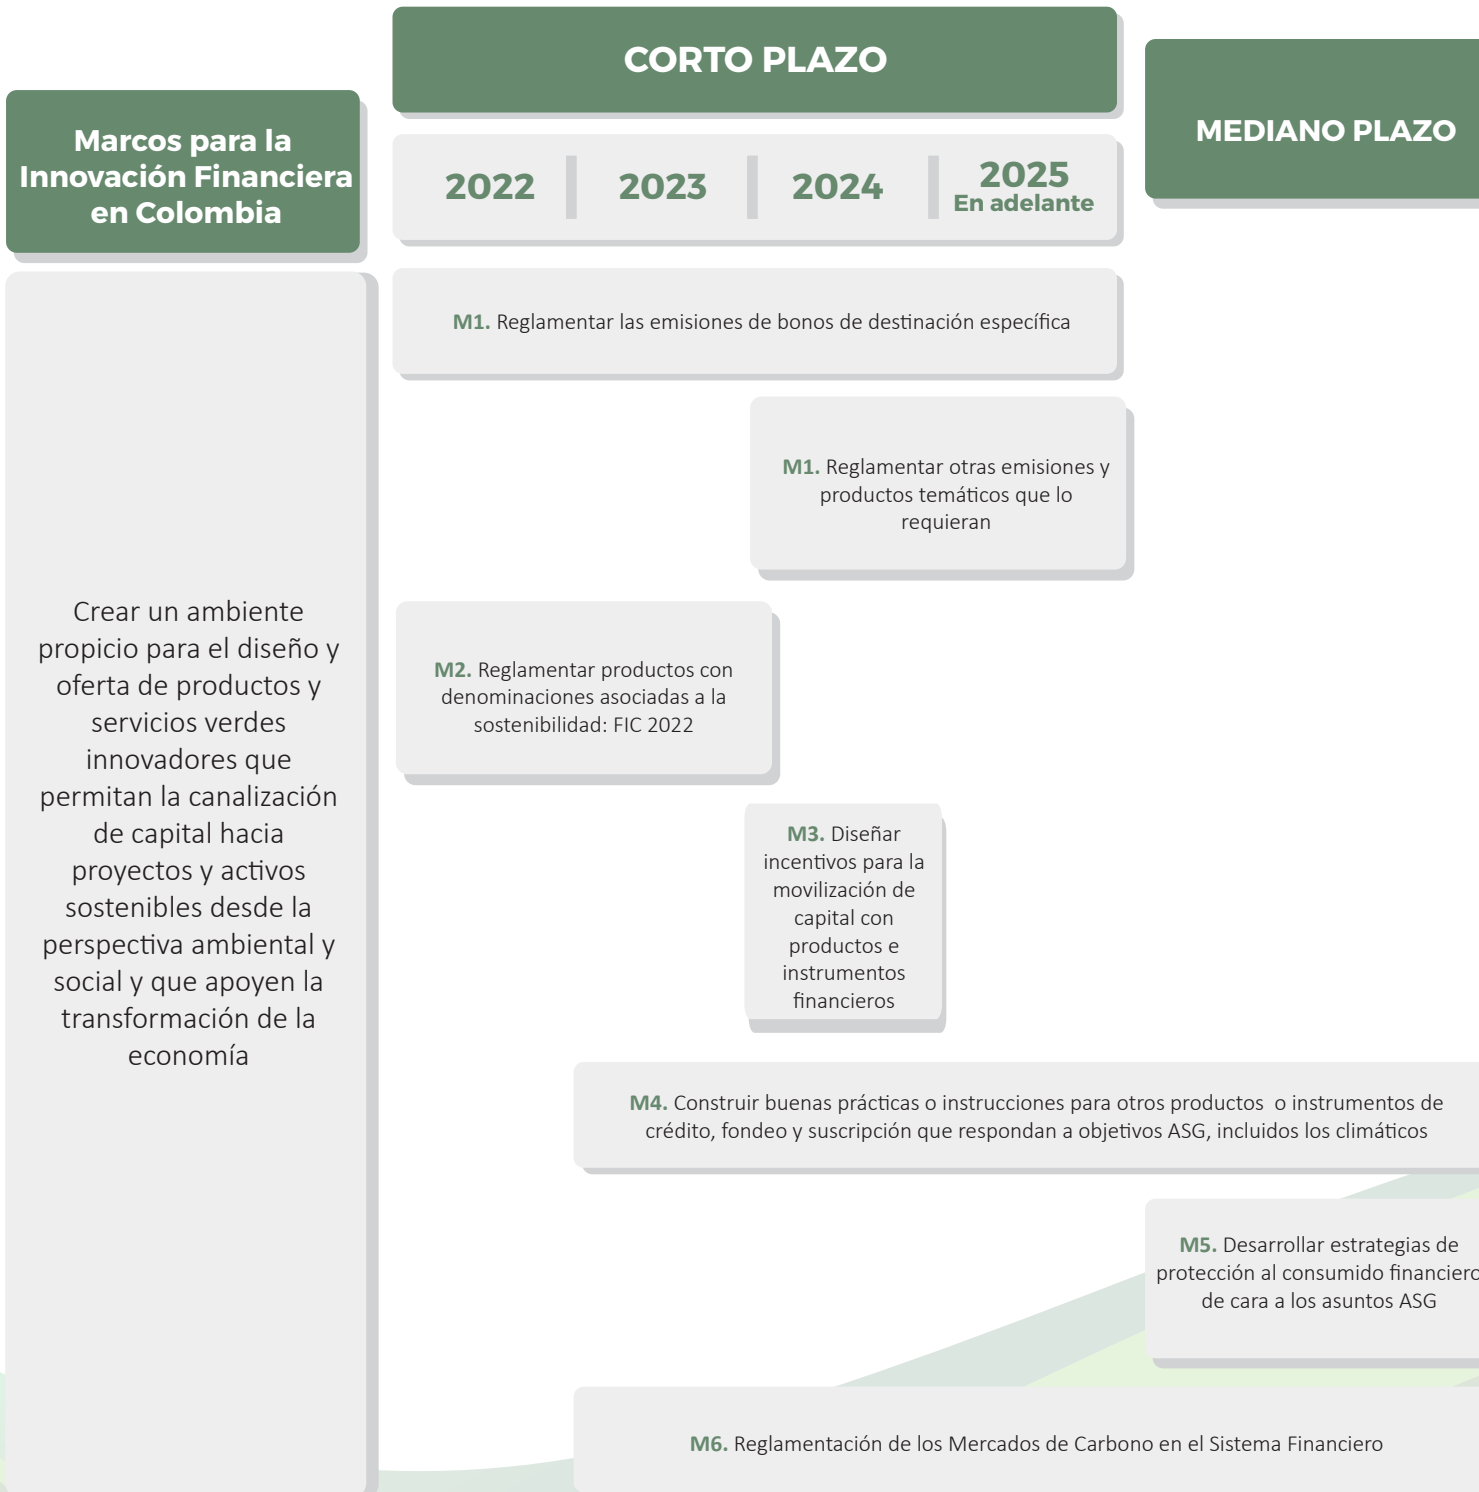 CORTO PLAZO
MEDIANO PLAZO
Marcos para la
Innovación Financiera
en Colombia
2022
2023
2024
2025
En adelante
M1. Reglamentar las emisiones de bonos de destinación específica
M1. Reglamentar otras emisiones y
productos temáticos que lo
requieran
Crear un ambiente
propicio para el diseño y
oferta de productos y
servicios verdes
innovadores que
permitan la canalización
de capital hacia
proyectos y activos
sostenibles desde la
perspectiva ambiental y
social y que apoyen la
transformación de la
economía
M2. Reglamentar productos con
denominaciones asociadas a la
sostenibilidad: FIC 2022
M3. Diseñar
incentivos para la
movilización de
capital con
productos e
instrumentos
financieros
M4. Construir buenas prácticas o instrucciones para otros productos o instrumentos de
crédito, fondeo y suscripción que respondan a objetivos ASG, incluidos los climáticos
M5. Desarrollar estrategias de
protección al consumido financiero
de cara a los asuntos ASG
M6. Reglamentación de los Mercados de Carbono en el Sistema Financiero